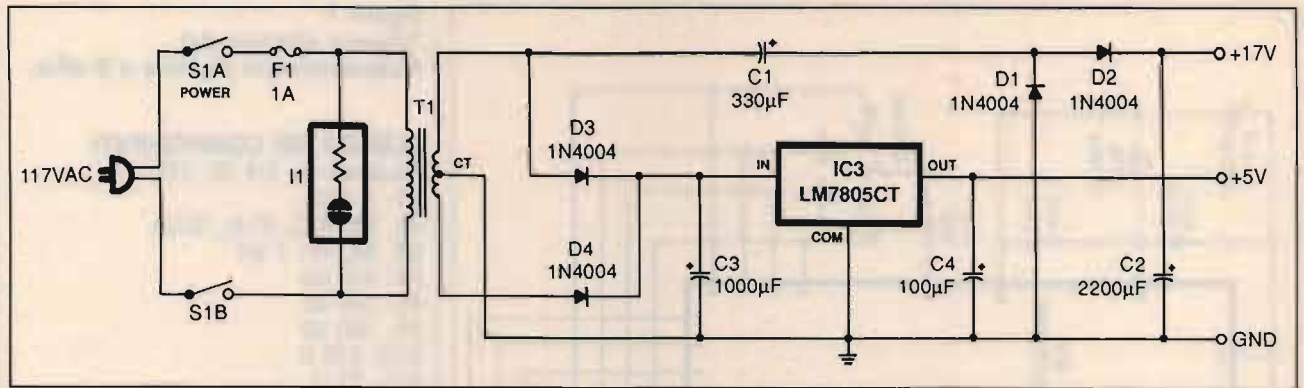 117VAC
S1A
POWER
F1
1A
I1
S1B
T1
CT
D3
1N4004
D4
1N4004
C1
330µF
IN
IC3
LM7805CT
OUT
COM
C3
1000µF
C4
100µF
D1
1N4004
D2
1N4004
C2
2200µF
+17V
+5V
GND